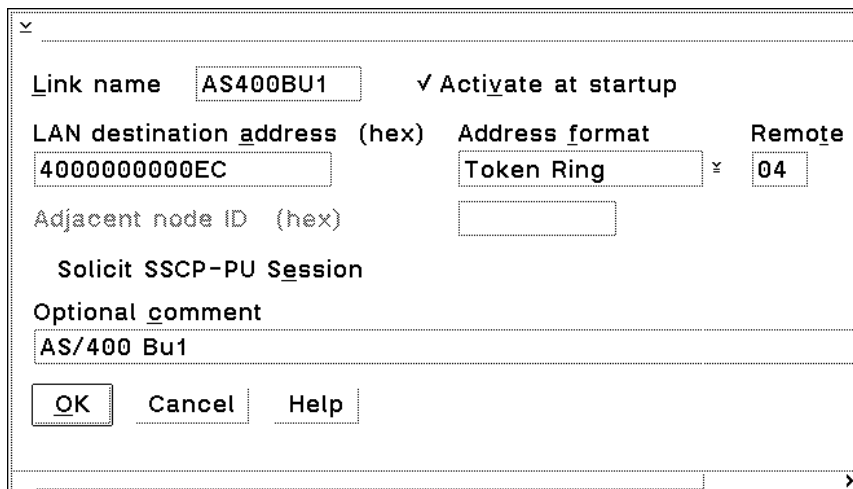 Link name AS400BU1 √ Activate at startup
LAN destination address (hex) Address format Remote
4000000000EC Token Ring 04
Adjacent node ID (hex)
Solicit SSCP-PU Session
Optional comment
AS/400 Bu1
OK Cancel Help